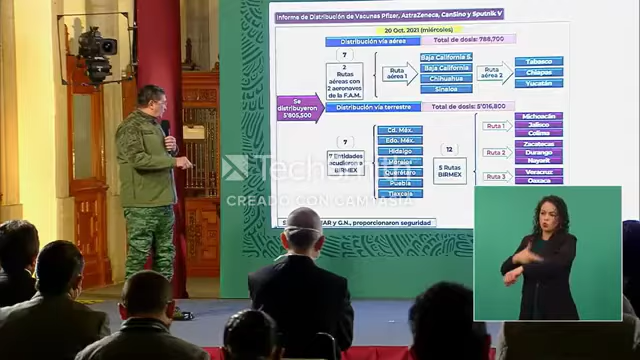 Informe de Distribución de Vacunas Pfizer, AztraZeneca, CanSino y Sputnik V
20 Oct. 2021 (miércoles)
Distribución vía aérea
Total de dosis: 788,700
7
2
Rutas
aéreas con
2 aeronaves
de la F.A.M.
Ruta
aérea 1
Baja California S.
Baja California
Chihuahua
Sinaloa
Ruta
aérea 2
Tabasco
Chiapas
Yucatán
Se
distribuyeron
5'805,500
Distribución vía terrestre
Total de dosis: 5'016,800
7
7 Entidades
acudieron a
BIRMEX
Cd. Méx.
Edo. Méx.
Hidalgo
Morelos
Querétaro
Puebla
Tlaxcala
12
5 Rutas
BIRMEX
Ruta 1
Michoacán
Jalisco
Colima
Ruta 2
Zacatecas
Durango
Nayarit
Ruta 3
Veracruz
Oaxaca
AR y G.N., proporcionaron seguridad
TechSmith
CREADO CON CAMTASIA